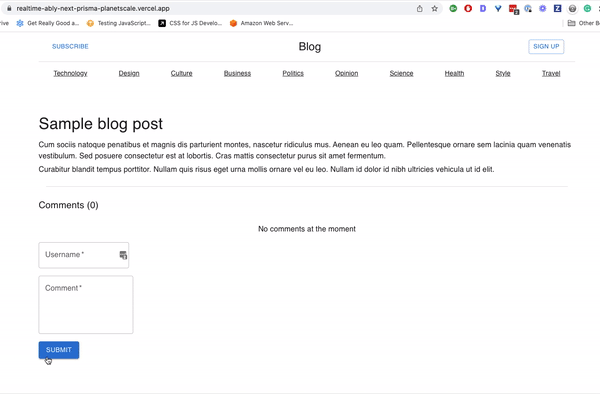 realtime-ably-next-prisma-planetscale.vercel.app
Get Really Good a...
Testing JavaScript...
CSS for JS Develo...
Amazon Web Serv...
Other B
SUBSCRIBE
Blog
SIGN UP
Technology Design Culture Business Politics Opinion Science Health Style Travel
Sample blog post
Cum sociis natoque penatibus et magnis dis parturient montes, nascetur ridiculus mus. Aenean eu leo quam. Pellentesque ornare sem lacinia quam venenatis
vestibulum. Sed posuere consectetur est at lobortis. Cras mattis consectetur purus sit amet fermentum.
Curabitur blandit tempus porttitor. Nullam quis risus eget urna mollis ornare vel eu leo. Nullam id dolor id nibh ultricies vehicula ut id elit.
Comments (0)
No comments at the moment
Username *
Comment *
SUBMIT